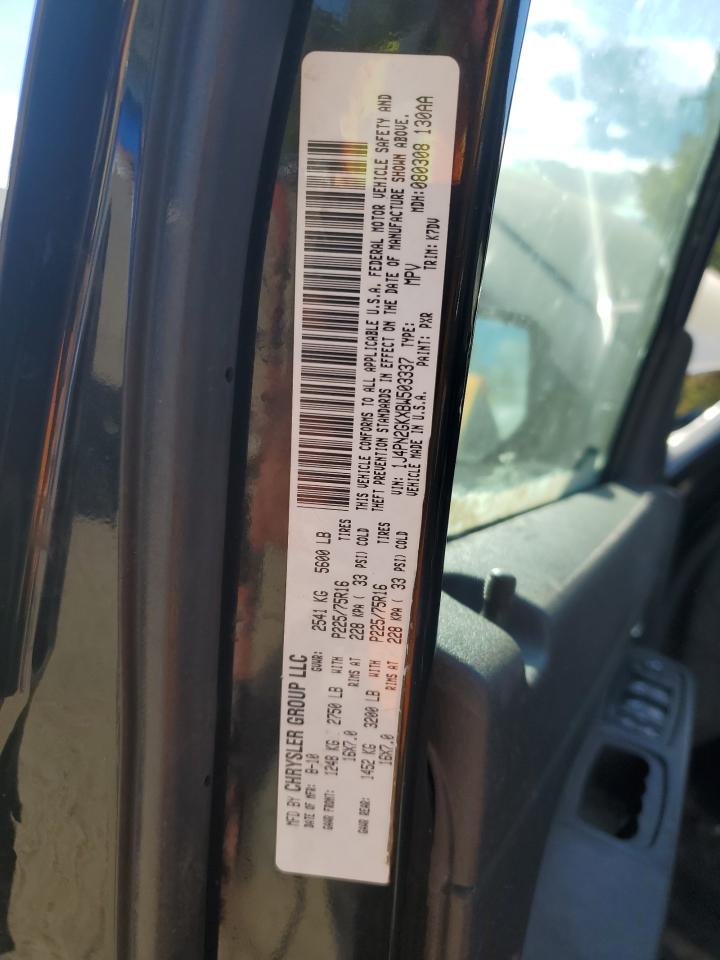 MFD BY CHRYSLER GROUP LLC
DATE OF MFR: 8-10 GVWR: 2541 KG 5600 LB
GAWR FRONT: 1248 KG 2750 LB WITH P225/75R16 TIRES
16X7.0 RIMS AT 228 KPA ( 33 PSI) COLD
GAWR REAR: 1452 KG 3200 LB WITH P225/75R16 TIRES
16X7.0 RIMS AT 228 KPA ( 33 PSI) COLD
THIS VEHICLE CONFORMS TO ALL APPLICABLE U.S.A. FEDERAL MOTOR VEHICLE SAFETY AND
THEFT PREVENTION STANDARDS IN EFFECT ON THE DATE OF MANUFACTURE SHOWN ABOVE.
VIN: 1J4PN2GKXBW503337 TYPE: MPV MDH:080308 130AA
VEHICLE MADE IN U.S.A. PAINT: PXR TRIM: K7DV